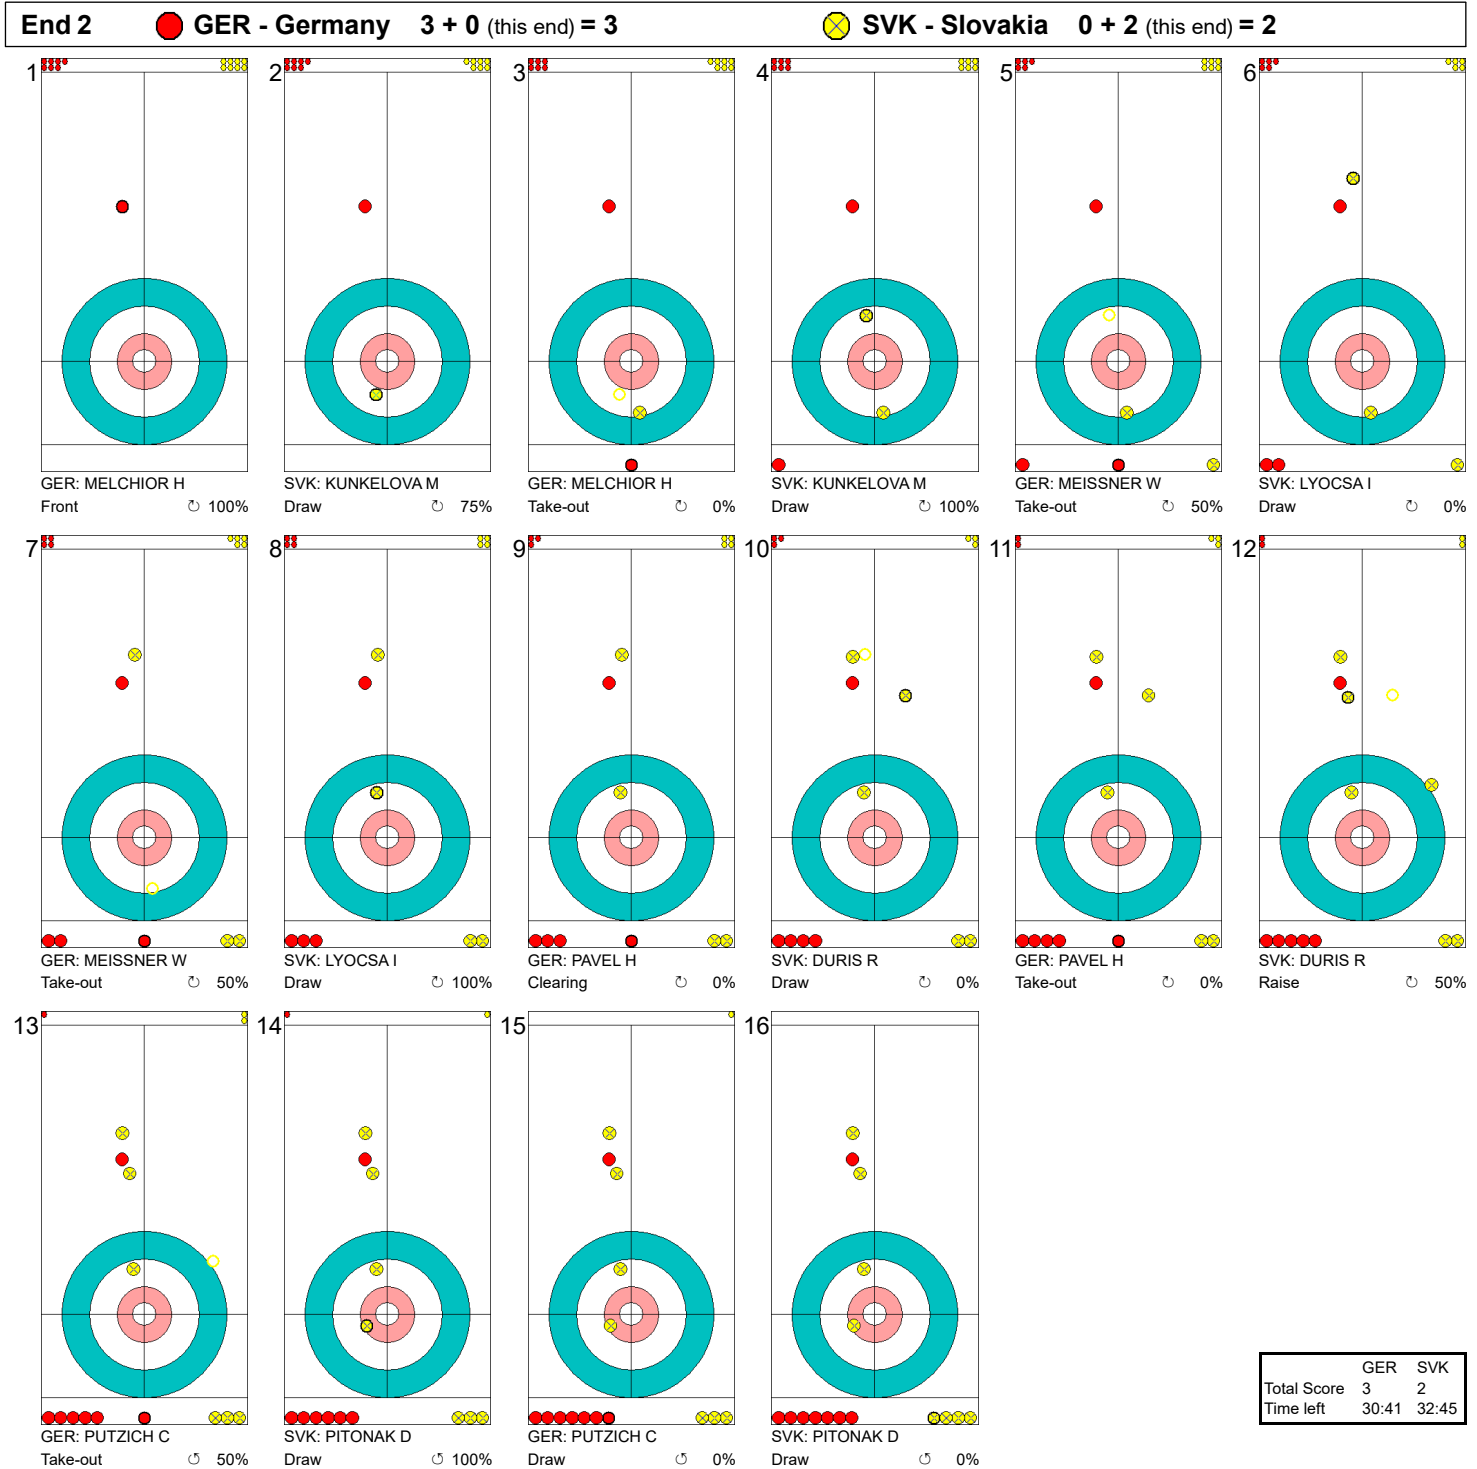 End 2 GER - Germany 3 + 0 (this end) = 3 SVK - Slovakia 0 + 2 (this end) = 2
1 2 3 4 5 6
GER: MELCHIOR H SVK: KUNKELOVA M GER: MELCHIOR H SVK: KUNKELOVA M GER: MEISSNER W SVK: LYOCSA I
Front ↻ 100% Draw ↻ 75% Take-out ↻ 0% Draw ↻ 100% Take-out ↻ 50% Draw ↻ 0%
7 8 9 10 11 12
GER: MEISSNER W SVK: LYOCSA I GER: PAVEL H SVK: DURIS R GER: PAVEL H SVK: DURIS R
Take-out ↻ 50% Draw ↻ 100% Clearing ↻ 0% Draw ↻ 0% Take-out ↻ 0% Raise ↻ 50%
13 14 15 16
GER: PUTZICH C SVK: PITONAK D GER: PUTZICH C SVK: PITONAK D
Take-out ↺ 50% Draw ↻ 100% Draw ↺ 0% Draw ↺ 0%
GER SVK
Total Score 3 2
Time left 30:41 32:45